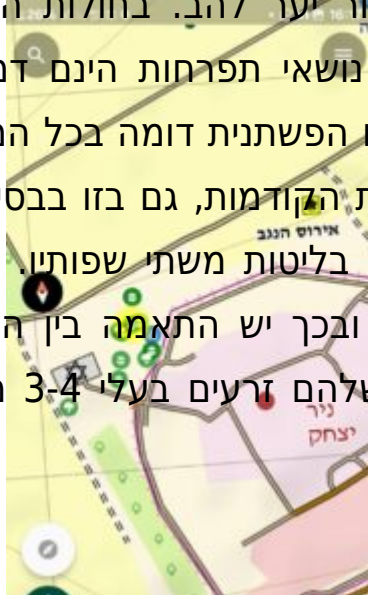 יער להב. בחולות
נושאי תפרחות הינם
הפשתנית דומה בכל
הקודמות, גם בזו
אירוס הנגב
בליטות משתי שפותיו.
ובכך יש התאמה בין
שלהם זרעים בעלי 3-4
ניר
יצחק